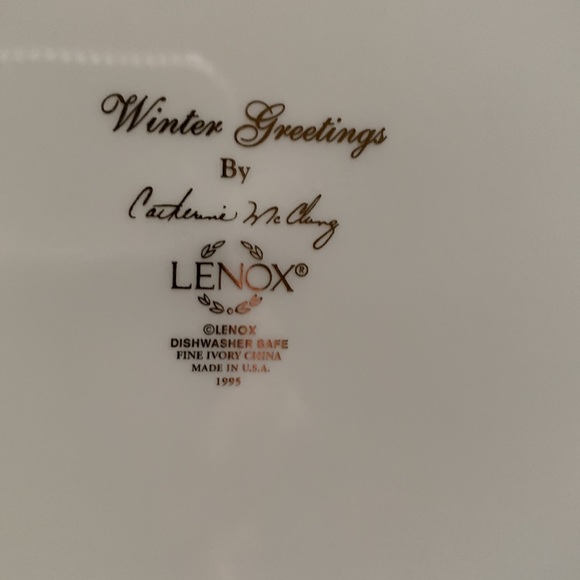 Winter Greetings
By
Catherine McClung
LENOX®
©LENOX
DISHWASHER SAFE
FINE IVORY CHINA
MADE IN U.S.A.
1995